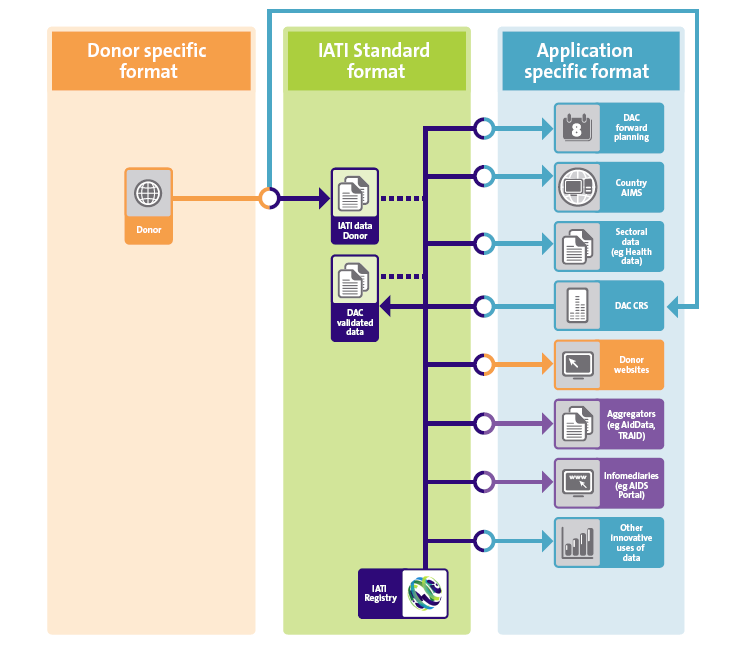 Donor specific
format
IATI Standard
format
Application
specific format
DAC
forward
planning
8
Country
AIMS
Donor
IATI data
Donor
Sectoral
data
(eg Health
data)
DAC
validated
data
DAC CRS
Donor
websites
Aggregators
(eg AidData,
TRAID)
www
Infomediaries
(eg AIDS
Portal)
Other
Innovative
uses of
data
IATI
Registry